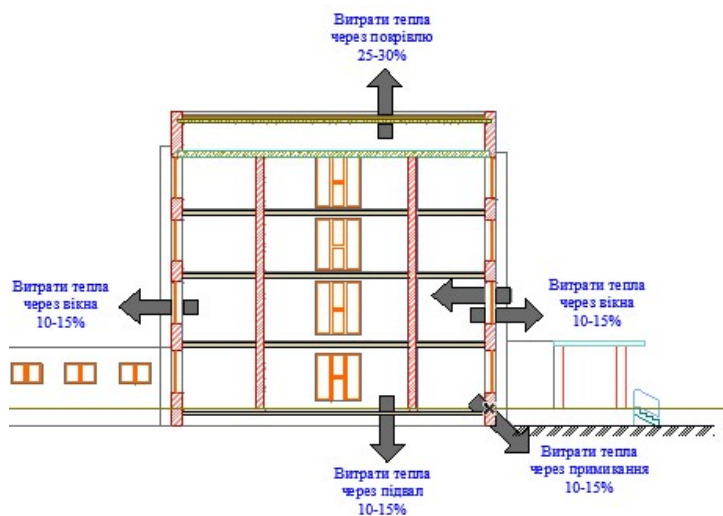 Витрати тепла
через покрівлю
25-30%
Витрати тепла
через вікна
10-15%
Витрати тепла
через вікна
10-15%
Витрати тепла
через підвал
10-15%
Витрати тепла
через примикання
10-15%